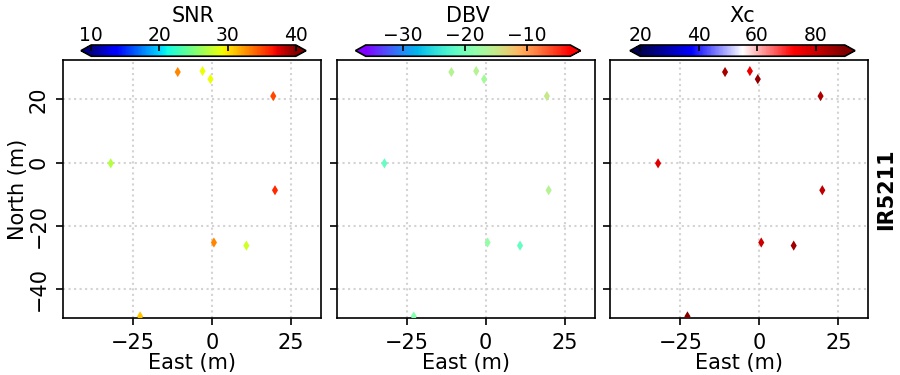 SNR DBV Xc
10 20 30 40 −30 −20 −10 20 40 60 80
20
0
−20
−40
North (m)
IR5211
−25 0 25 −25 0 25 −25 0 25
East (m) East (m) East (m)